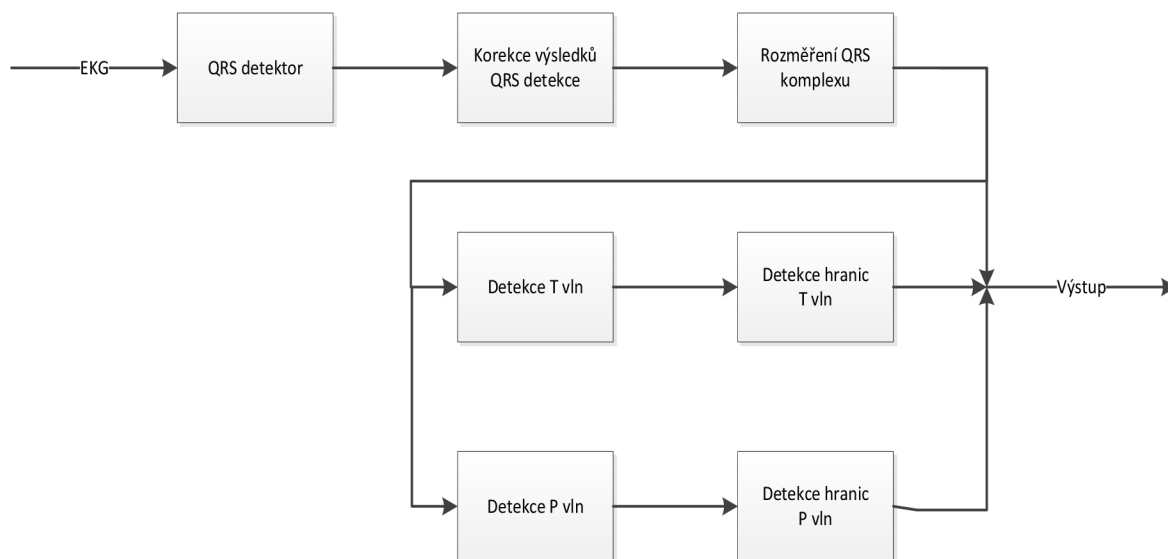 EKG
QRS detektor
Korekce výsledků
QRS detekce
Rozměření QRS
komplexu
Detekce T vln
Detekce hranic
T vln
Výstup
Detekce P vln
Detekce hranic
P vln